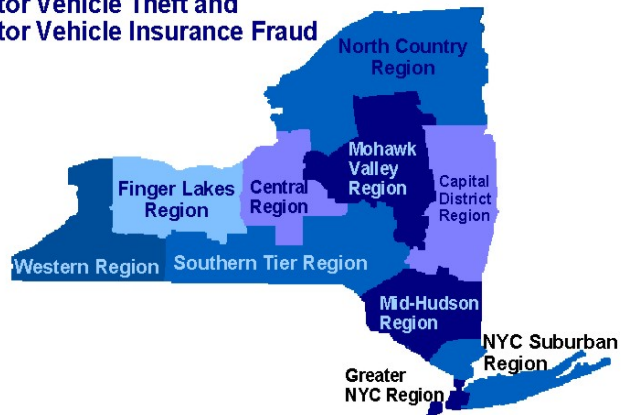 tor Vehicle Theft and
tor Vehicle Insurance Fraud
North Country
Region
Mohawk
Valley
Region
Finger Lakes
Region
Central
Region
Capital
District
Region
Western Region
Southern Tier Region
Mid-Hudson
Region
NYC Suburban
Region
Greater
NYC Region